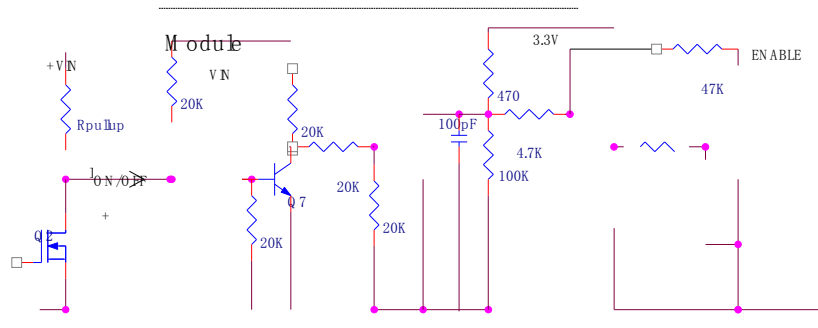 Module
3.3V
+VIN
VIN
ENABLE
47K
20K
470
Rpullup
100pF
20K
4.7K
100K
ON/OFF
20K
Q7
+
Q2
20K
20K